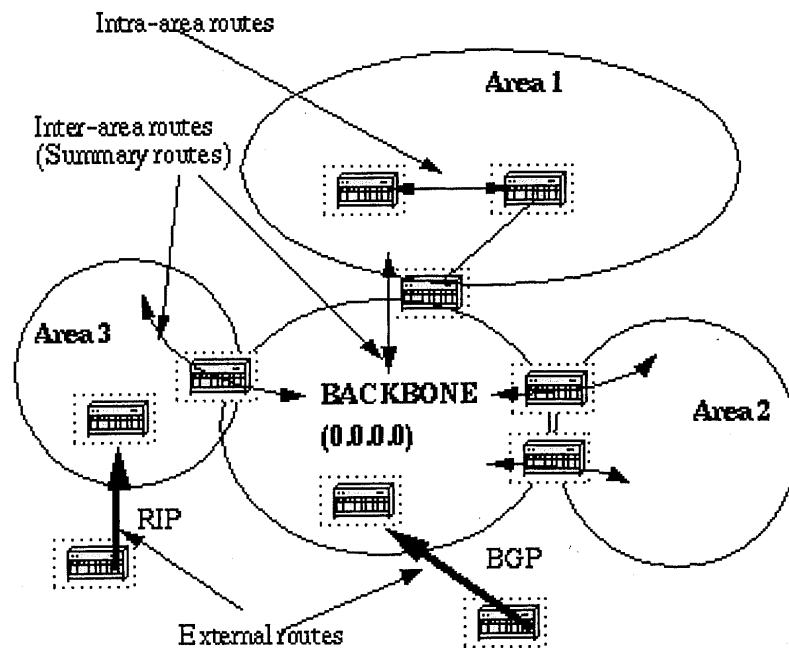 Intra-area routes
Area 1
Inter-area routes
(Summary routes)
Area 3
BACKBONE
(0.0.0.0)
Area 2
RIP
BGP
External routes